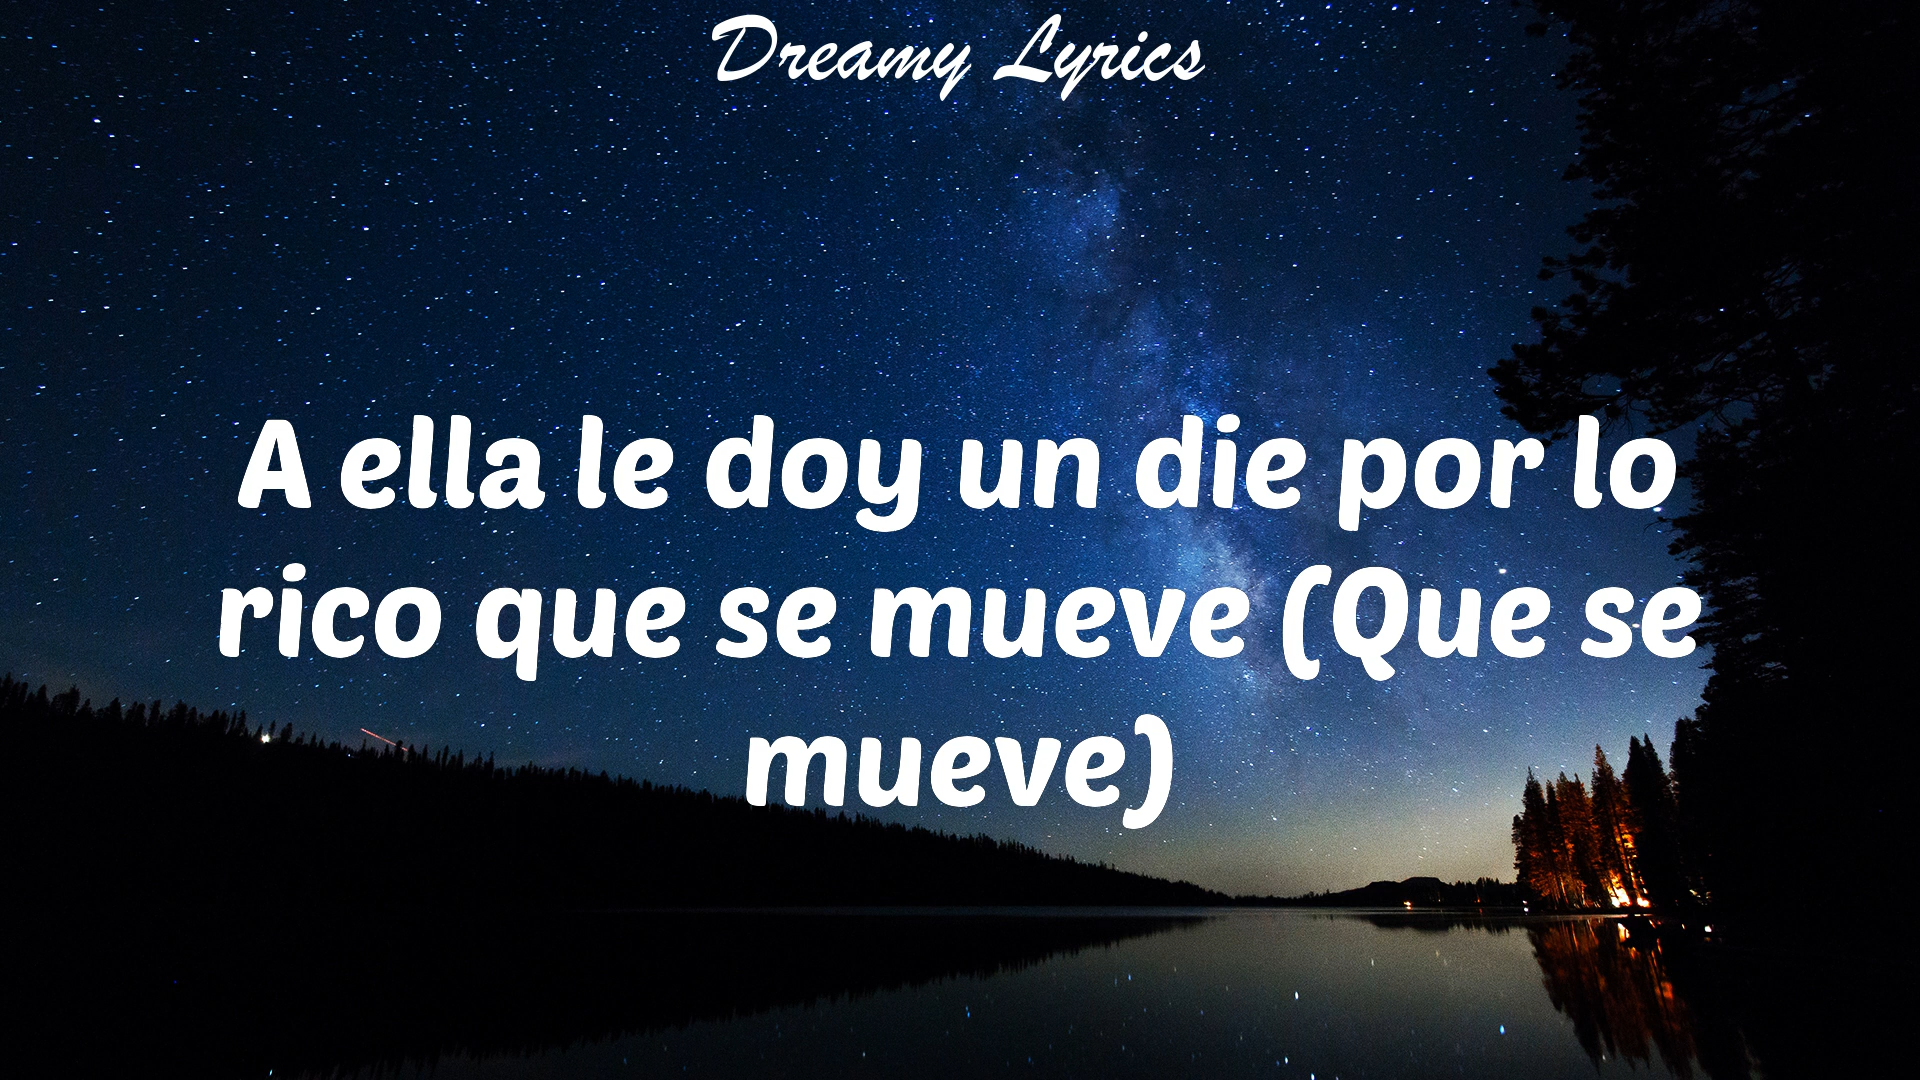 Dreamy Lyrics
A ella le doy un die por lo
rico que se mueve (Que se
mueve)